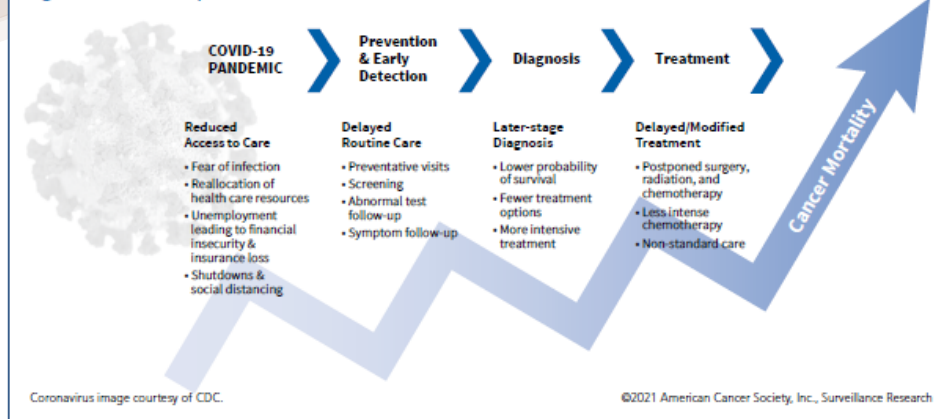 COVID-19
PANDEMIC
Prevention
& Early
Detection
Diagnosis
Treatment
Reduced
Access to Care
• Fear of infection
• Reallocation of
health care resources
• Unemployment
leading to financial
insecurity &
insurance loss
• Shutdowns &
social distancing
Delayed
Routine Care
• Preventative visits
• Screening
• Abnormal test
follow-up
• Symptom follow-up
Later-stage
Diagnosis
• Lower probability
of survival
• Fewer treatment
options
• More intensive
treatment
Delayed/Modified
Treatment
• Postponed surgery,
radiation, and
chemotherapy
• Less intense
chemotherapy
• Non-standard care
Cancer Mortality
Coronavirus image courtesy of CDC.
©2021 American Cancer Society, Inc., Surveillance Research